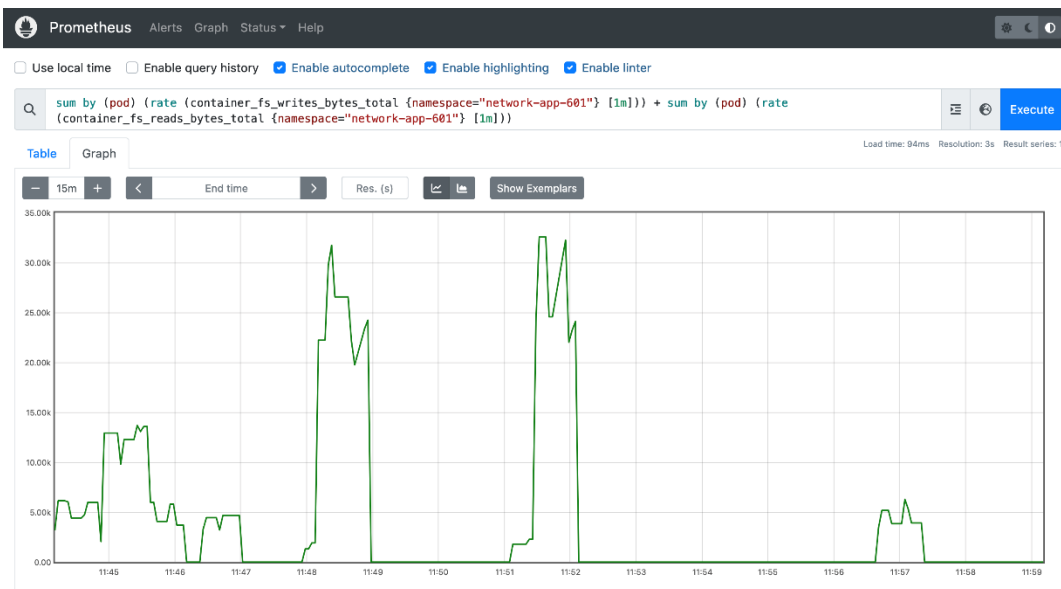 Prometheus Alerts Graph Status Help
Use local time Enable query history Enable autocomplete Enable highlighting Enable linter
sum by (pod) (rate (container_fs_writes_bytes_total {namespace="network-app-601"} [1m])) + sum by (pod) (rate
(container_fs_reads_bytes_total {namespace="network-app-601"} [1m]))
Execute
Load time: 94ms Resolution: 3s Result series:
Table Graph
− 15m + < End time > Res. (s) Show Exemplars
35.00k
30.00k
25.00k
20.00k
15.00k
10.00k
5.00k
0.00
11:45 11:46 11:47 11:48 11:49 11:50 11:51 11:52 11:53 11:54 11:55 11:56 11:57 11:58 11:59